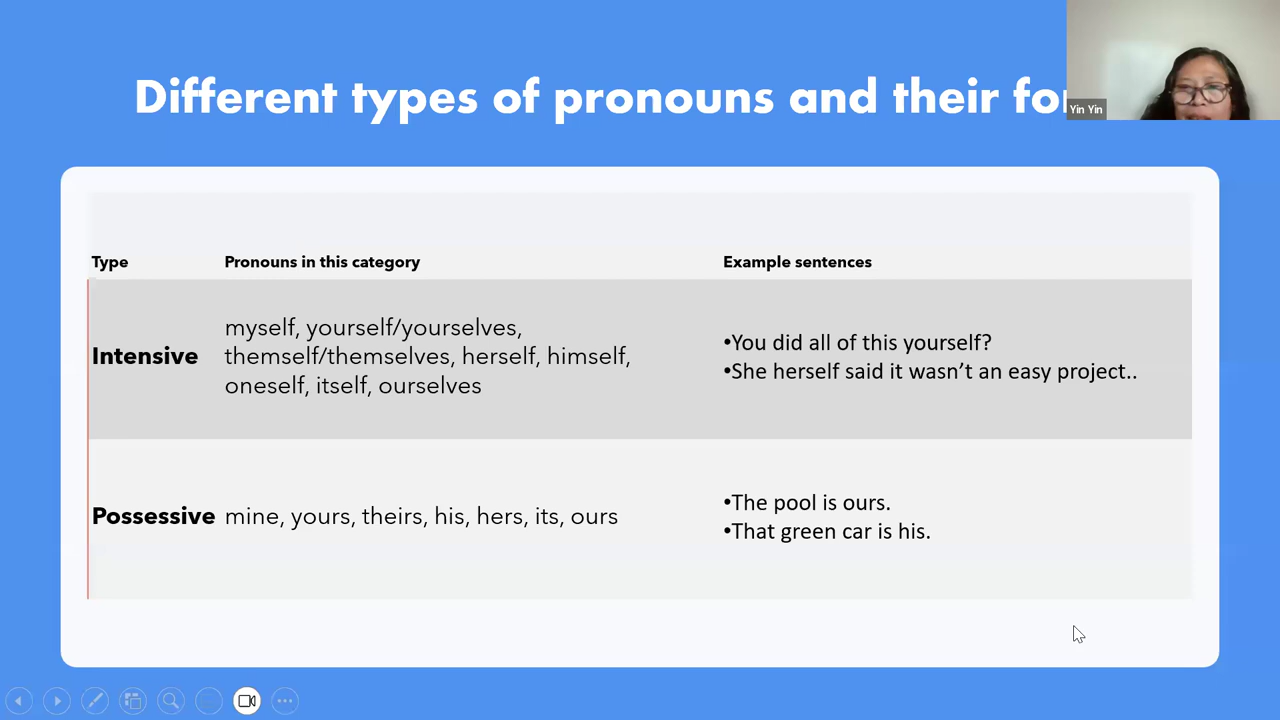 Different types of pronouns and their for
Yin Yin
Type Pronouns in this category Example sentences
Intensive
myself, yourself/yourselves,
themself/themselves, herself, himself,
oneself, itself, ourselves
•You did all of this yourself?
•She herself said it wasn’t an easy project..
Possessive
mine, yours, theirs, his, hers, its, ours
•The pool is ours.
•That green car is his.